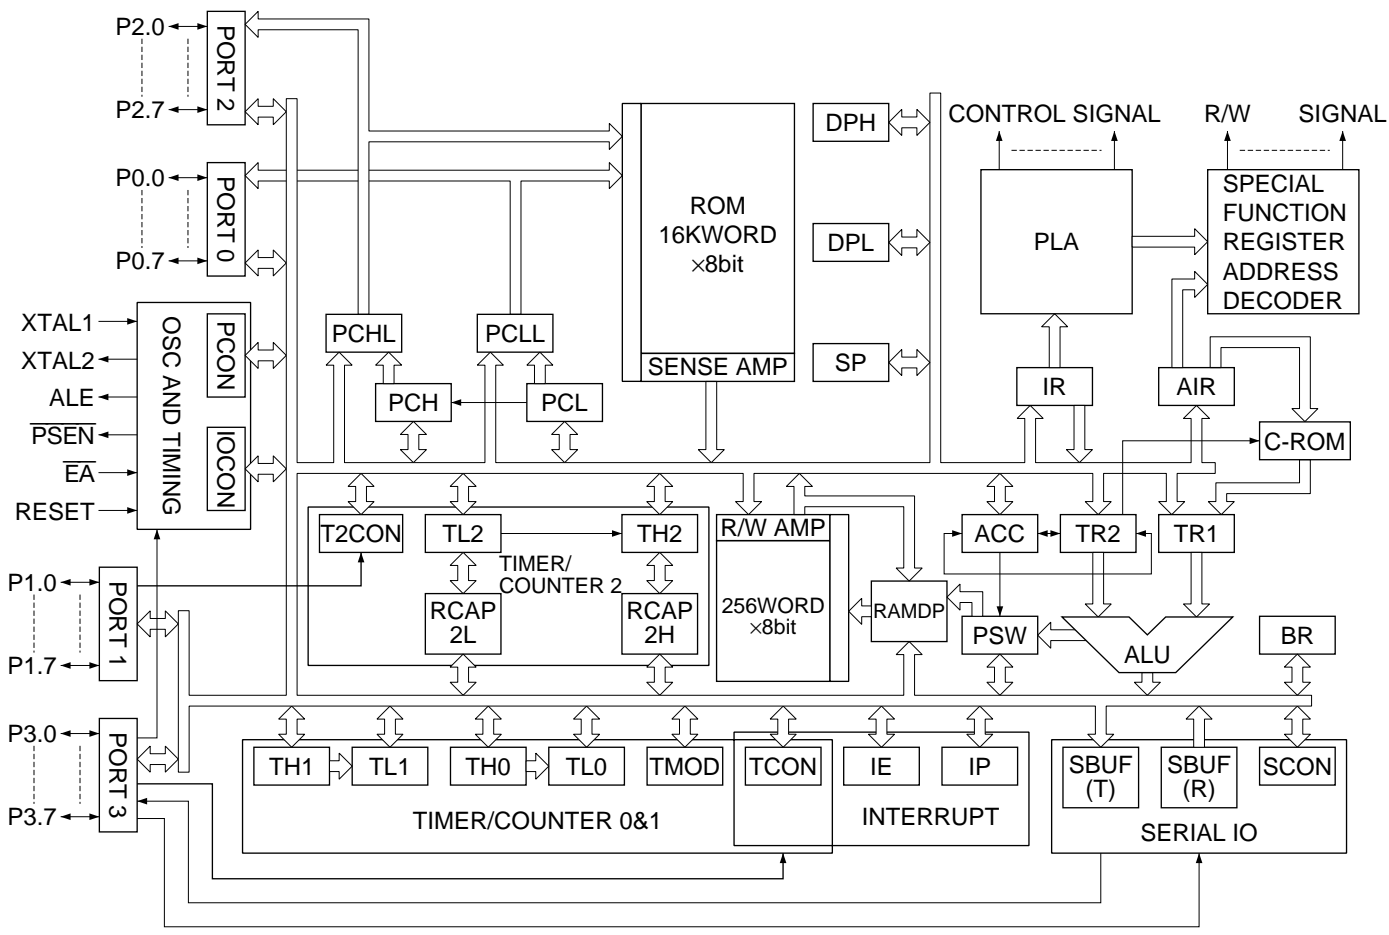 P2.0
P2.7
PORT 2
P0.0
P0.7
PORT 0
XTAL1
XTAL2
ALE
PSEN
EA
RESET
OSC AND TIMING
PCON
IOCON
PCHL
PCLL
PCH
PCL
ROM
16KWORD
×8bit
SENSE AMP
DPH
DPL
SP
CONTROL SIGNAL
PLA
R/W SIGNAL
SPECIAL
FUNCTION
REGISTER
ADDRESS
DECODER
IR
AIR
C-ROM
P1.0
P1.7
PORT 1
T2CON
TL2
TH2
TIMER/
COUNTER 2
RCAP
2L
RCAP
2H
R/W AMP
256WORD
×8bit
RAMDP
ACC
TR2
TR1
PSW
ALU
BR
P3.0
P3.7
PORT 3
TH1
TL1
TH0
TL0
TMOD
TCON
IE
IP
TIMER/COUNTER 0&1
INTERRUPT
SBUF
(T)
SBUF
(R)
SCON
SERIAL IO